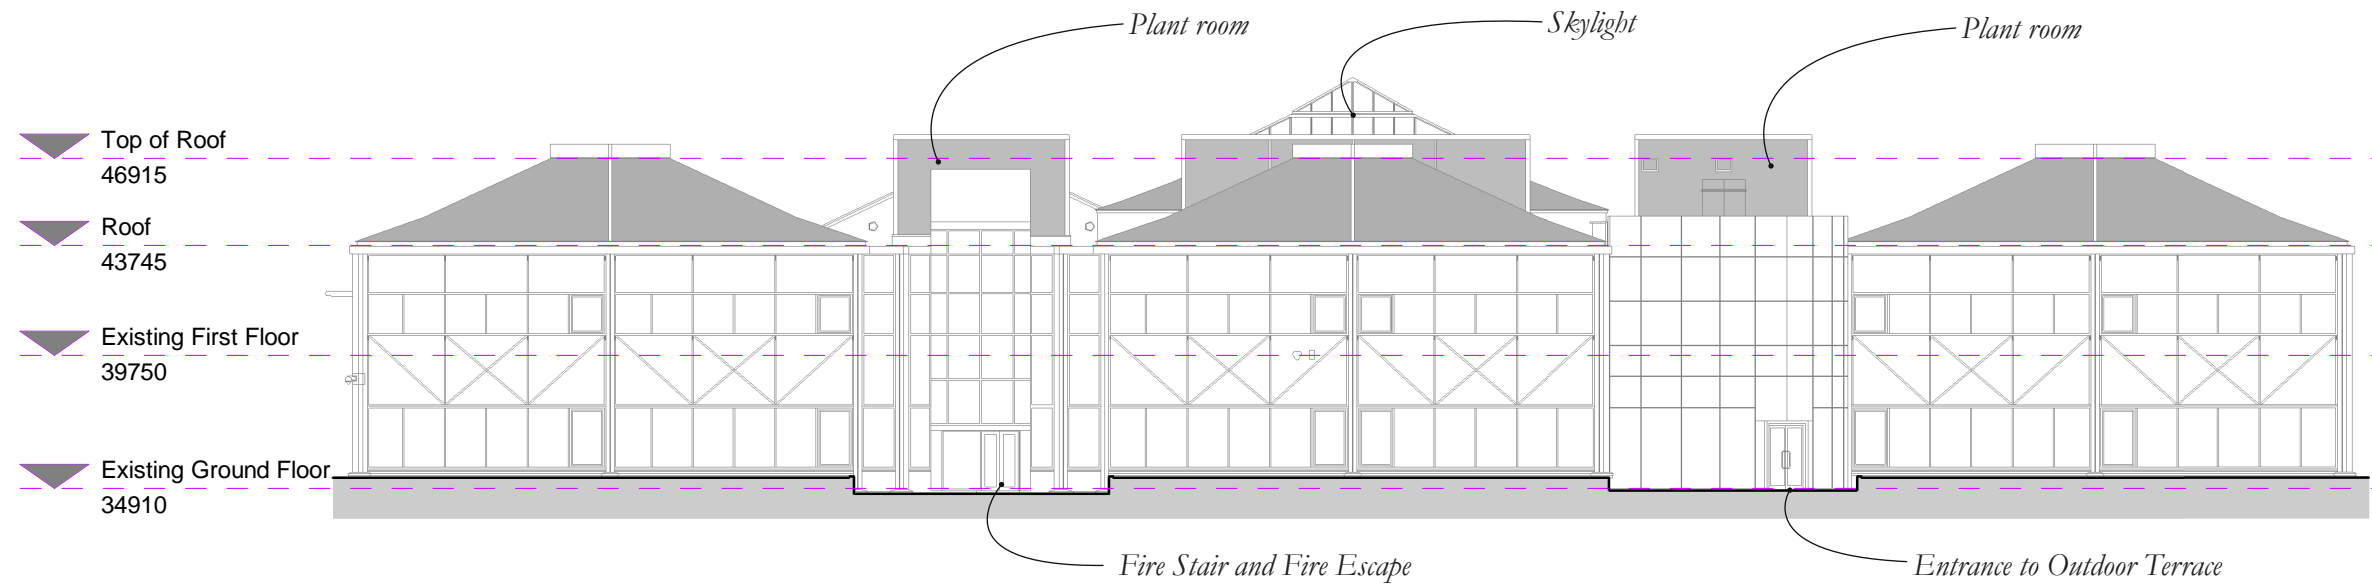 Plant room
Skylight
Plant room
Top of Roof
46915
Roof
43745
Existing First Floor
39750
Existing Ground Floor
34910
Fire Stair and Fire Escape
Entrance to Outdoor Terrace